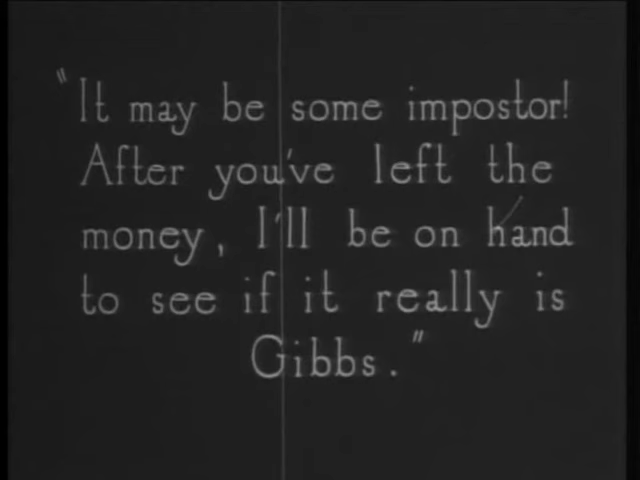 "It may be some impostor!
After you've left the
money, I'll be on hand
to see if it really is
Gibbs."